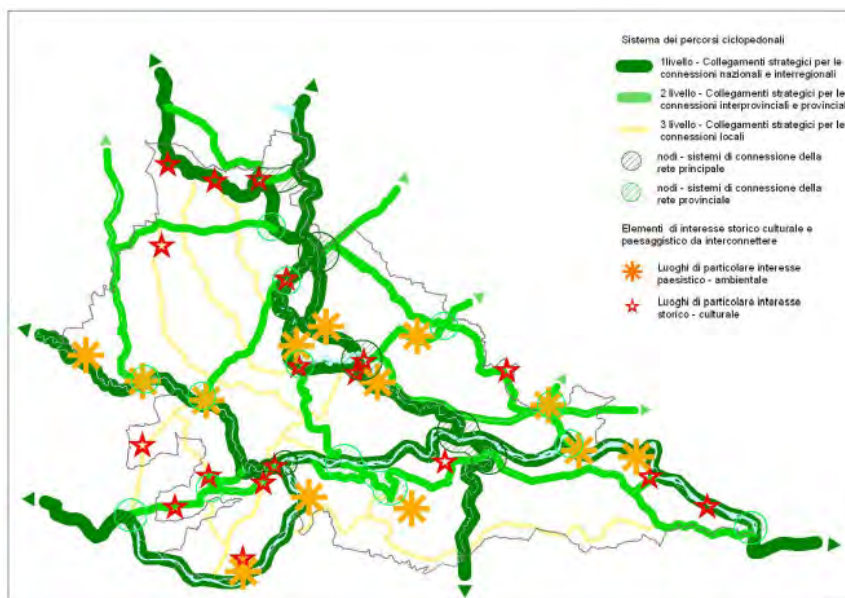 Sistema dei percorsi ciclopedonali
1livello - Collegamenti strategici per le
connessioni nazionali e interregionali
2 livello - Collegamenti strategici per le
connessioni interprovinciali e provincial
3 livello - Collegamenti strategici per le
connessioni locali
nodi - sistemi di connessione della
rete principale
nodi - sistemi di connessione della
rete provinciale
Elementi di interesse storico culturale e
paesaggistico da interconnettere
Luoghi di particolare interesse
paesistico - ambientale
Luoghi di particolare interesse
storico - culturale